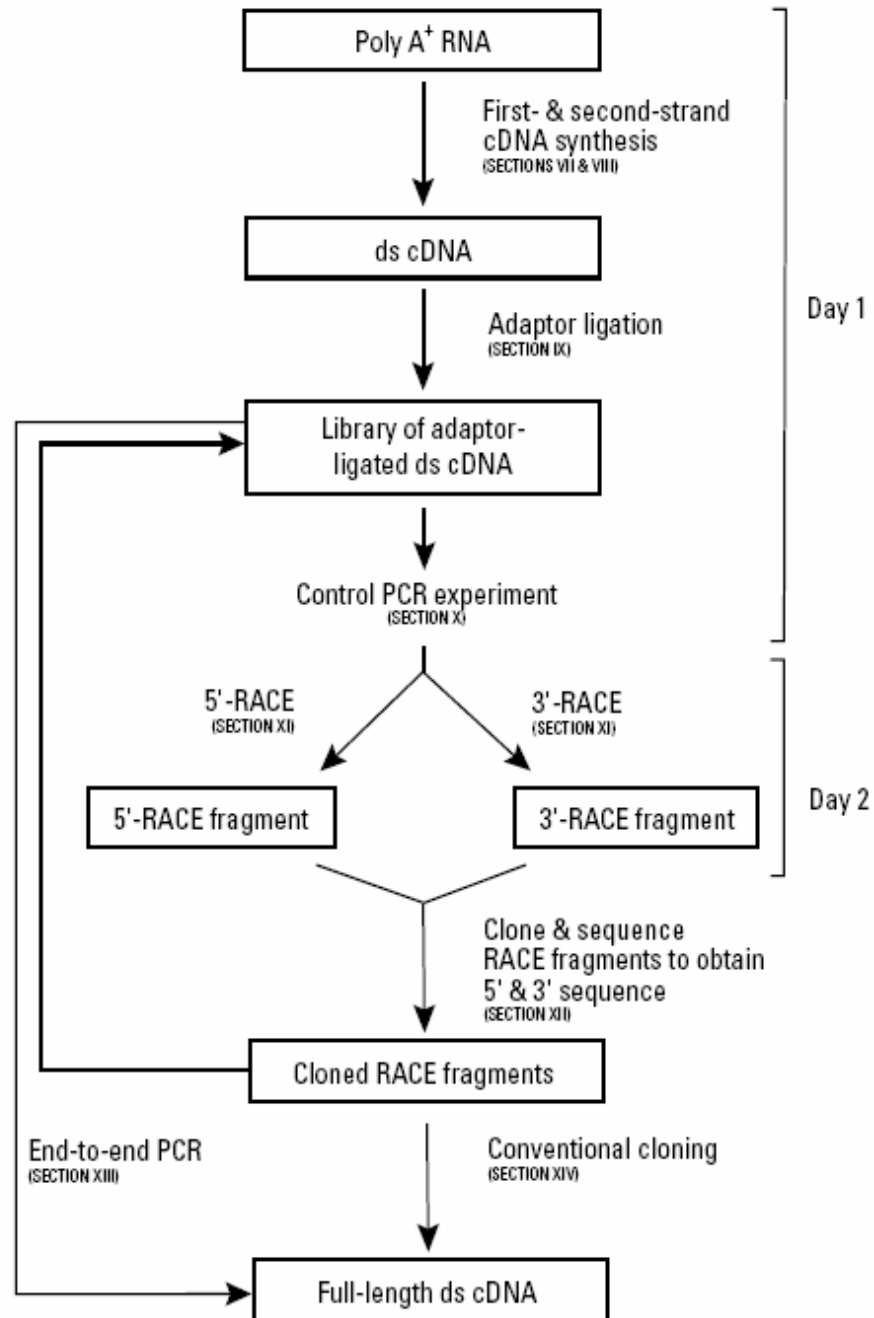 Poly A+ RNA
First- & second-strand
cDNA synthesis
(SECTIONS VII & VIII)
ds cDNA
Day 1
Adaptor ligation
(SECTION IX)
Library of adaptor-
ligated ds cDNA
Control PCR experiment
(SECTION X)
5'-RACE
(SECTION XI)
3'-RACE
(SECTION XI)
5'-RACE fragment
3'-RACE fragment
Day 2
Clone & sequence
RACE fragments to obtain
5' & 3' sequence
(SECTION XII)
Cloned RACE fragments
End-to-end PCR
(SECTION XIII)
Conventional cloning
(SECTION XIV)
Full-length ds cDNA